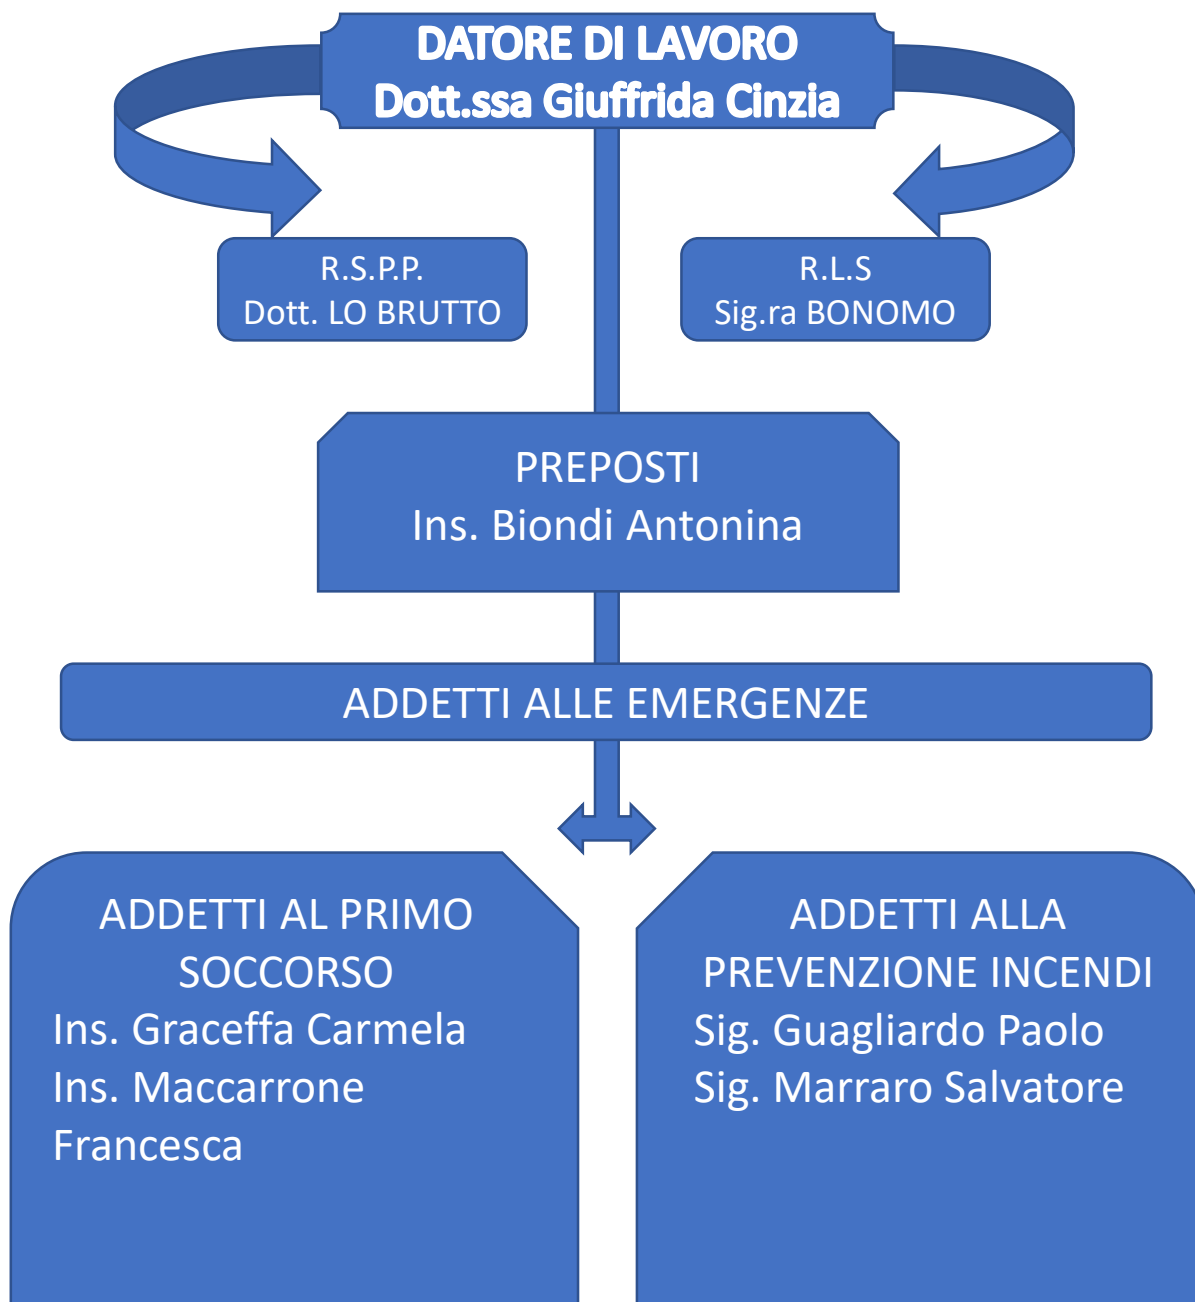 DATORE DI LAVORO
Dott.ssa Giuffrida Cinzia
R.S.P.P.
Dott. LO BRUTTO
R.L.S
Sig.ra BONOMO
PREPOSTI
Ins. Biondi Antonina
ADDETTI ALLE EMERGENZE
ADDETTI AL PRIMO
SOCCORSO
Ins. Graceffa Carmela
Ins. Maccarrone
Francesca
ADDETTI ALLA
PREVENZIONE INCENDI
Sig. Guagliardo Paolo
Sig. Marraro Salvatore